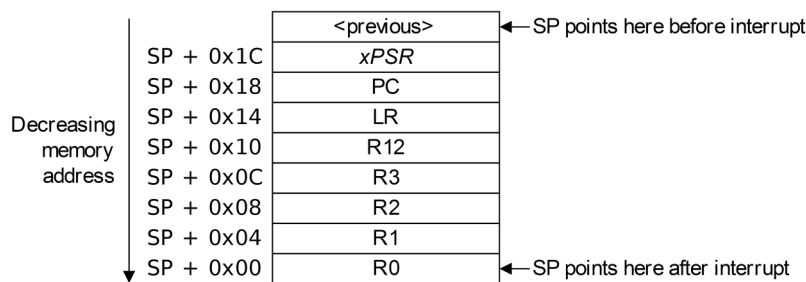 <previous> SP points here before interrupt
SP + 0x1C xPSR
SP + 0x18 PC
SP + 0x14 LR
Decreasing
memory
address
SP + 0x10 R12
SP + 0x0C R3
SP + 0x08 R2
SP + 0x04 R1
SP + 0x00 R0 SP points here after interrupt